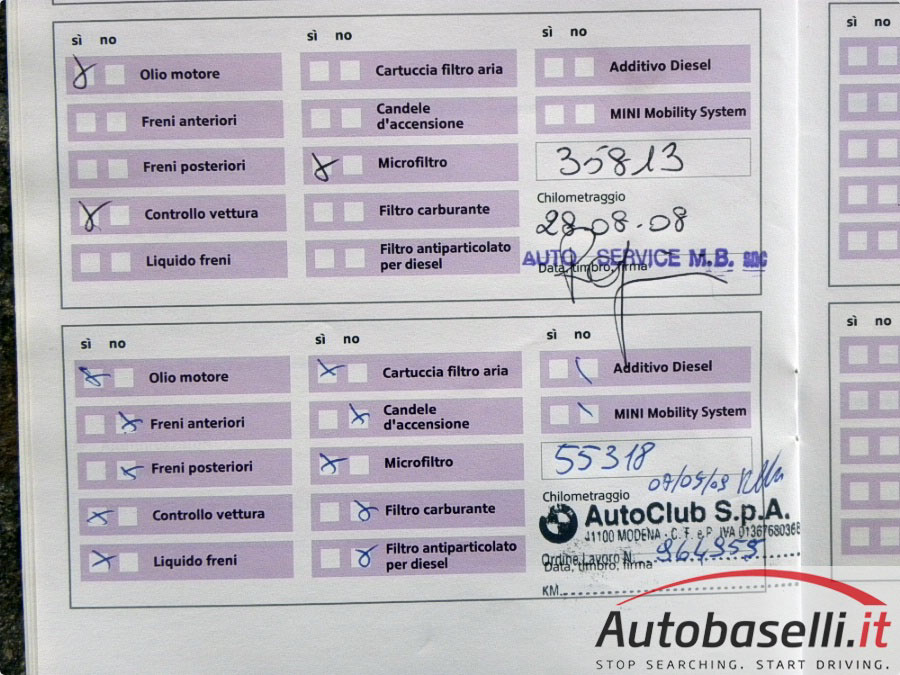 sì no
Olio motore
Freni anteriori
Freni posteriori
Controllo vettura
Liquido freni
sì no
Cartuccia filtro aria
Candele
d'accensione
Microfiltro
Filtro carburante
Filtro antiparticolato
per diesel
sì no
Additivo Diesel
MINI Mobility System
35813
Chilometraggio
28-08-08
AUTO SERVICE M.B. snc
Data, timbro, firma
sì no
Olio motore
Freni anteriori
Freni posteriori
Controllo vettura
Liquido freni
sì no
Cartuccia filtro aria
Candele
d'accensione
Microfiltro
Filtro carburante
Filtro antiparticolato
per diesel
sì no
Additivo Diesel
MINI Mobility System
55318
Chilometraggio
AutoClub S.p.A.
41100 MODENA - C.F. e P. IVA
Ordine Lavoro N.
Data, timbro, firma
KM.
sì no
sì no
Autobaselli.it
STOP SEARCHING. START DRIVING.